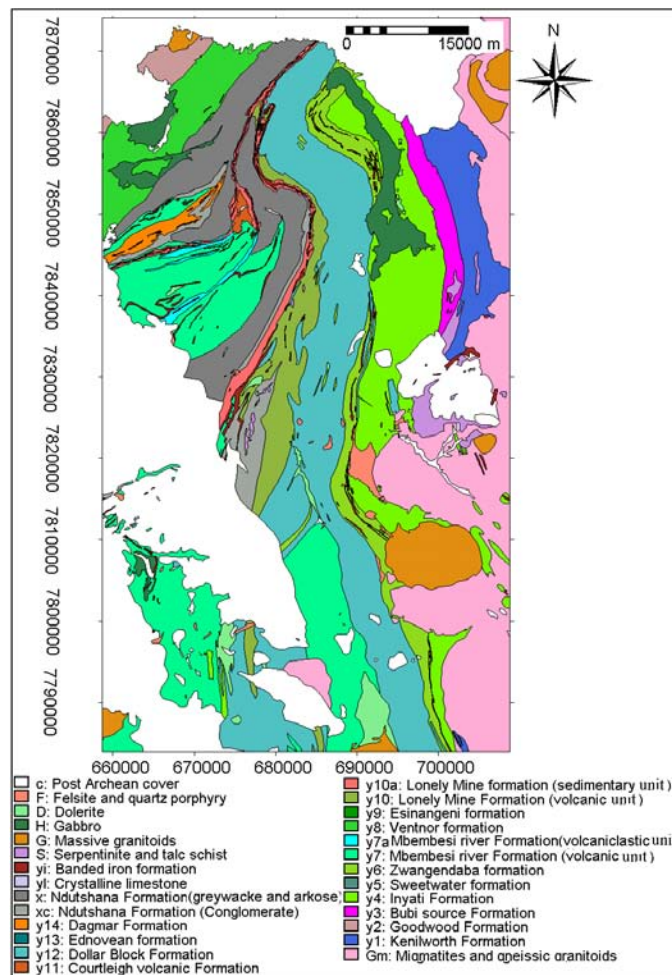 15000 m
N
7870000
7860000
7850000
7840000
7830000
7820000
7810000
7800000
7790000
660000 670000 680000 690000 700000
c: Post Archean cover
F: Felsite and quartz porphyry
D: Dolerite
H: Gabbro
G: Massive granitoids
S: Serpentinite and talc schist
yi: Banded iron formation
yl: Crystalline limestone
x: Ndutshana Formation(greywacke and arkose)
xc: Ndutshana Formation (Conglomerate)
y14: Dagmar Formation
y13: Ednovean formation
y12: Dollar Block Formation
y11: Courtleigh volcanic Formation
y10a: Lonely Mine formation (sedimentary unit)
y10: Lonely Mine Formation (volcanic unit)
y9: Esinangeni formation
y8: Ventnor formation
y7a Mbembesi river Formation(volcaniclastic uni
y7: Mbembesi river Formation (volcanic unit)
y6: Zwangendaba formation
y5: Sweetwater formation
y4: Inyati Formation
y3: Bubi source Formation
y2: Goodwood Formation
y1: Kenilworth Formation
Gm: Migmatites and gneissic granitoids